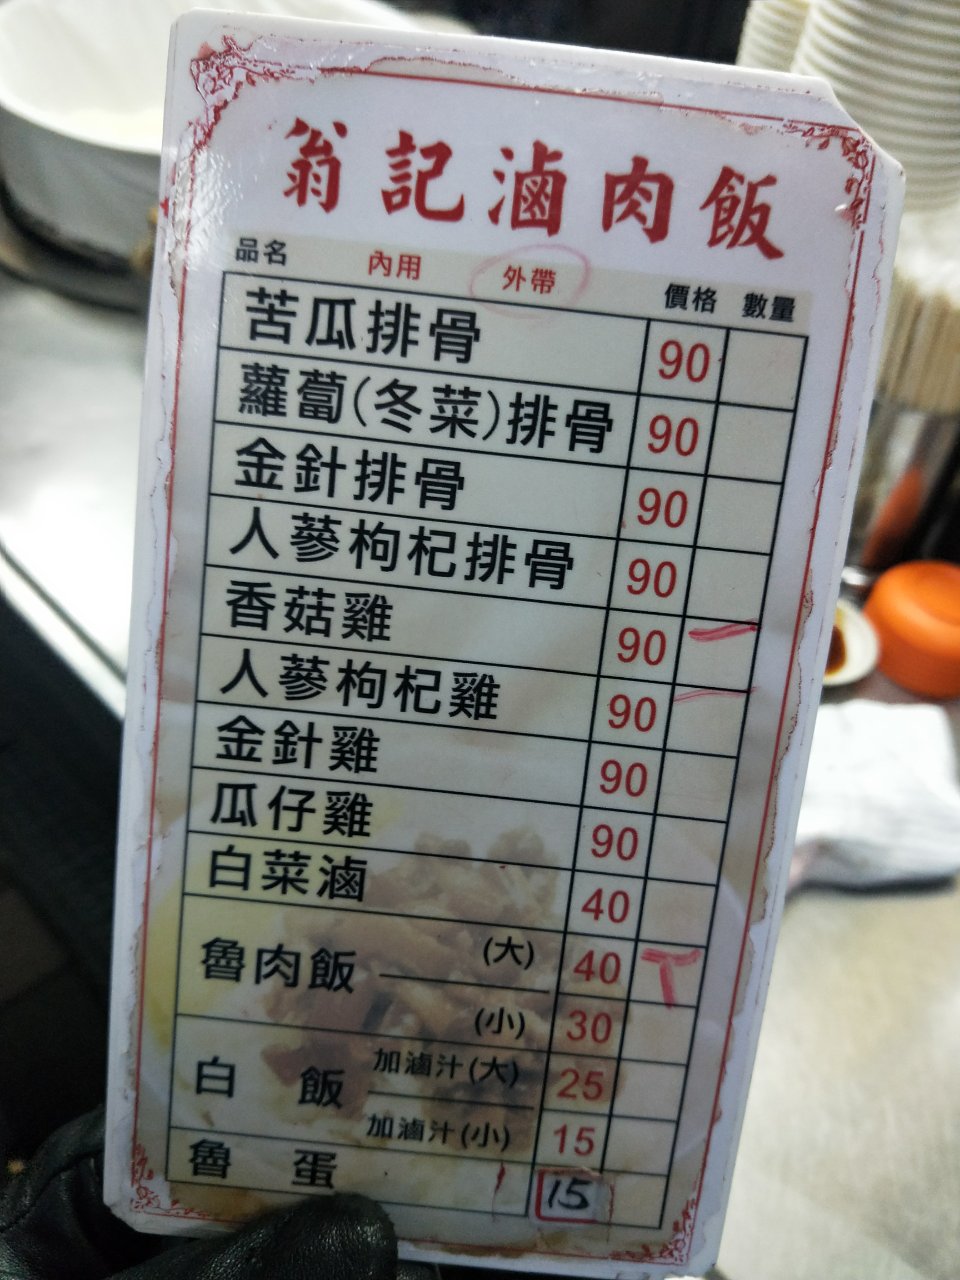 翁記滷肉飯
品名 內用 外帶 價格 數量
苦瓜排骨 90
蘿蔔(冬菜)排骨 90
金針排骨 90
人蔘枸杞排骨 90
香菇雞 90
人蔘枸杞雞 90
金針雞 90
瓜仔雞 90
白菜滷 40
魯肉飯 (大) 40
(小) 30
白飯 加滷汁(大) 25
加滷汁(小) 15
魯蛋 15